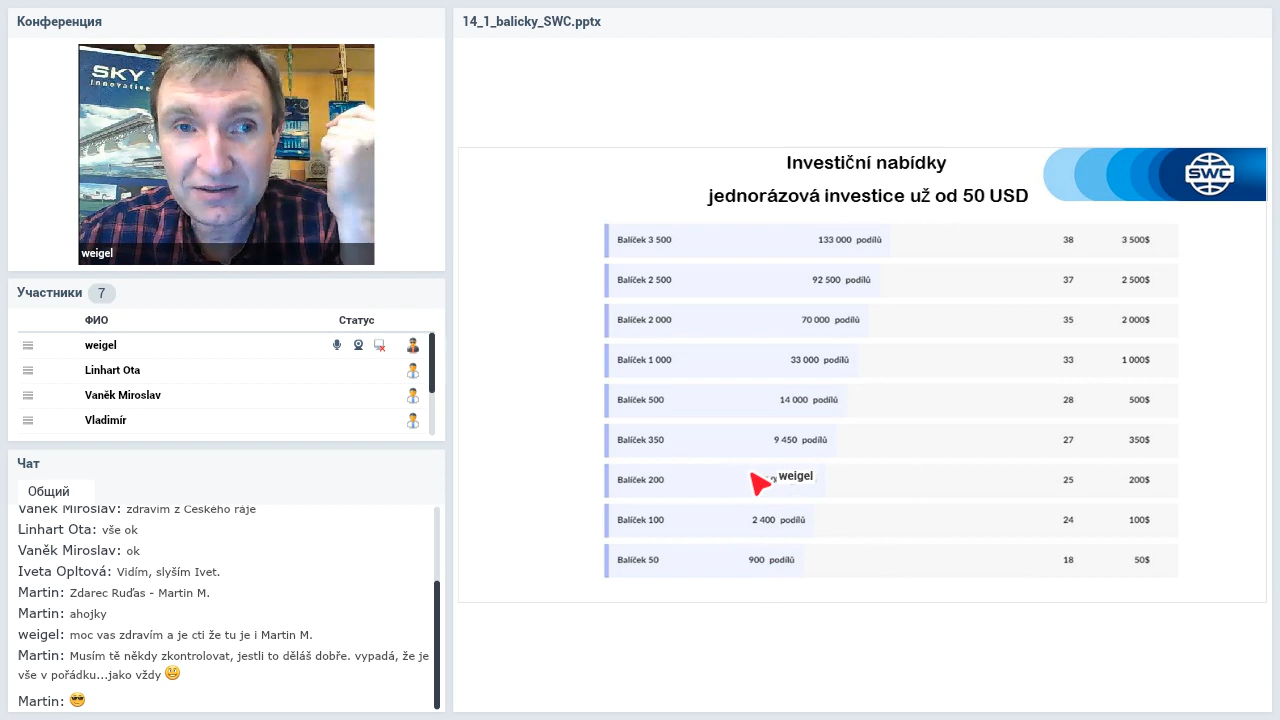 Конференция
SKY
innovative
weigel
Участники 7
ФИО Статус
weigel
Linhart Ota
Vaněk Miroslav
Vladimír
Чат
Общий
Vaněk Miroslav: zdravím z Českého ráje
Linhart Ota: vše ok
Vaněk Miroslav: ok
Iveta Opltová: Vidím, slyším Ivet.
Martin: Zdarec Ruďas - Martin M.
Martin: ahojky
weigel: moc vas zdravím a je cti že tu je i Martin M.
Martin: Musím tě někdy zkontrolovat, jestli to děláš dobře. vypadá, že je
vše v pořádku...jako vždy
Martin:
14_1_balicky_SWC.pptx
Investiční nabídky
jednorázová investice už od 50 USD
SWC
Balíček 3 500 133 000 podílů 38 3 500$
Balíček 2 500 92 500 podílů 37 2 500$
Balíček 2 000 70 000 podílů 35 2 000$
Balíček 1 000 33 000 podílů 33 1 000$
Balíček 500 14 000 podílů 28 500$
Balíček 350 9 450 podílů 27 350$
Balíček 200 weigel 25 200$
Balíček 100 2 400 podílů 24 100$
Balíček 50 900 podílů 18 50$